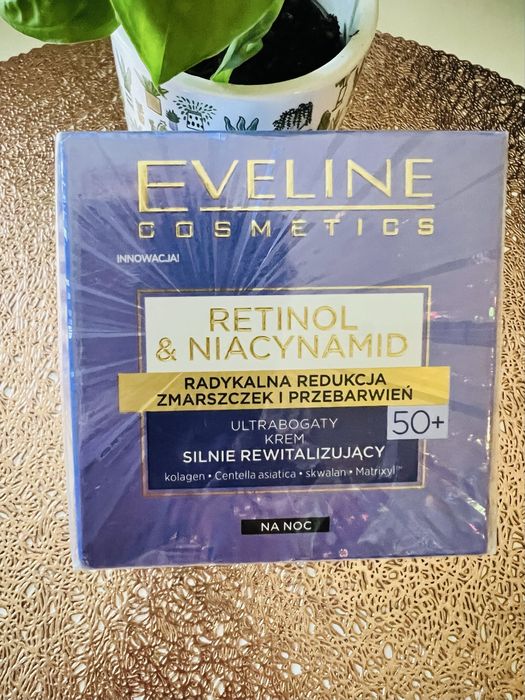 EVELINE
COSMETICS
INNOWACJA!
RETINOL
& NIACYNAMID
RADYKALNA REDUKCJA
ZMARSZCZEK I PRZEBARWIEŃ
50+
ULTRABOGATY
KREM
SILNIE REWITALIZUJĄCY
kolagen • Centella asiatica • skwalan • Matrixyl™
NA NOC